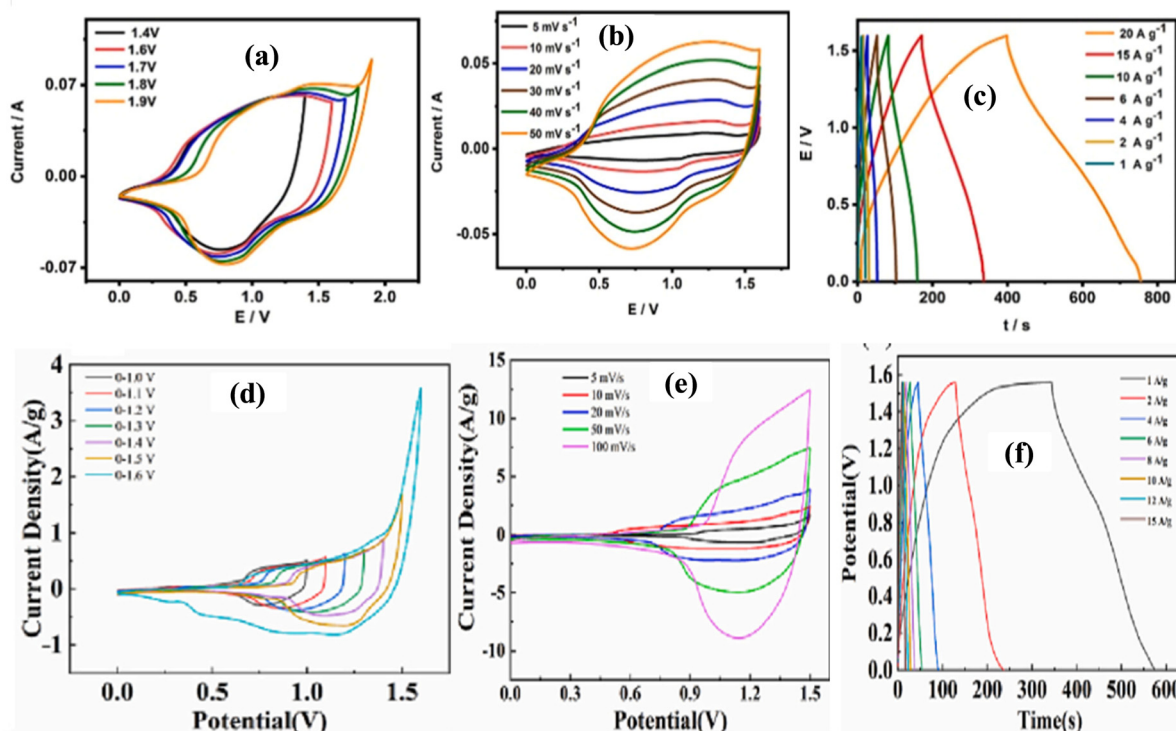 (a)
1.4V
1.6V
1.7V
1.8V
1.9V
0.07
0.00
-0.07
Current / A
0.0 0.5 1.0 1.5 2.0
E / V
(b)
5 mV s⁻¹
10 mV s⁻¹
20 mV s⁻¹
30 mV s⁻¹
40 mV s⁻¹
50 mV s⁻¹
0.05
0.00
-0.05
Current / A
0.0 0.5 1.0 1.5
E / V
(c)
20 A g⁻¹
15 A g⁻¹
10 A g⁻¹
6 A g⁻¹
4 A g⁻¹
2 A g⁻¹
1 A g⁻¹
1.5
1.0
0.5
0.0
E / V
0 200 400 600 800
t / s
(d)
0-1.0 V
0-1.1 V
0-1.2 V
0-1.3 V
0-1.4 V
0-1.5 V
0-1.6 V
4
3
2
1
0
-1
Current Density(A/g)
0.0 0.5 1.0 1.5
Potential(V)
(e)
5 mV/s
10 mV/s
20 mV/s
50 mV/s
100 mV/s
15
10
5
0
-5
-10
Current Density(A/g)
0.0 0.3 0.6 0.9 1.2 1.5
Potential(V)
(f)
1 A/g
2 A/g
4 A/g
6 A/g
8 A/g
10 A/g
12 A/g
15 A/g
1.6
1.4
1.2
1.0
0.8
0.6
0.4
0.2
0.0
Potential(V)
0 100 200 300 400 500 600
Time(s)